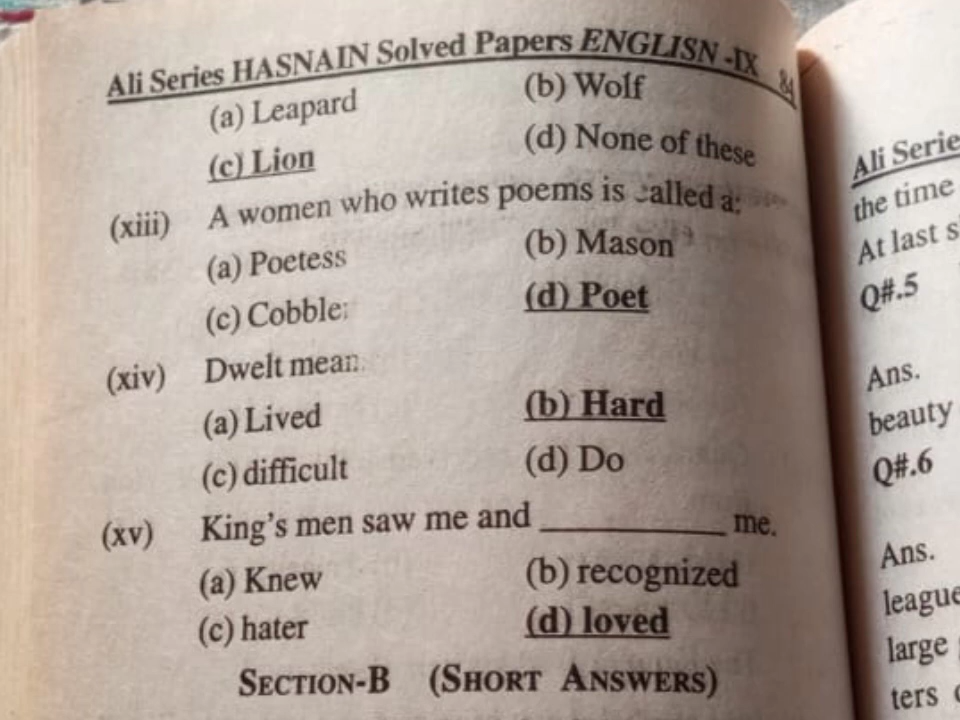 Ali Series HASNAIN Solved Papers ENGLISN -IX 84
(a) Leapard (b) Wolf
(c) Lion (d) None of these
(xiii) A women who writes poems is called a:
(a) Poetess (b) Mason
(c) Cobbler (d) Poet
(xiv) Dwelt mean
(a) Lived (b) Hard
(c) difficult (d) Do
(xv) King's men saw me and ________ me.
(a) Knew (b) recognized
(c) hater (d) loved
SECTION-B (SHORT ANSWERS)
Ali Serie
the time
At last s
Q#.5
Ans.
beauty
Q#.6
Ans.
league
large
ters